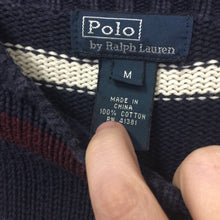 Polo
by Ralph Lauren
M
MADE IN
CHINA
100% COTTON
RN 41381